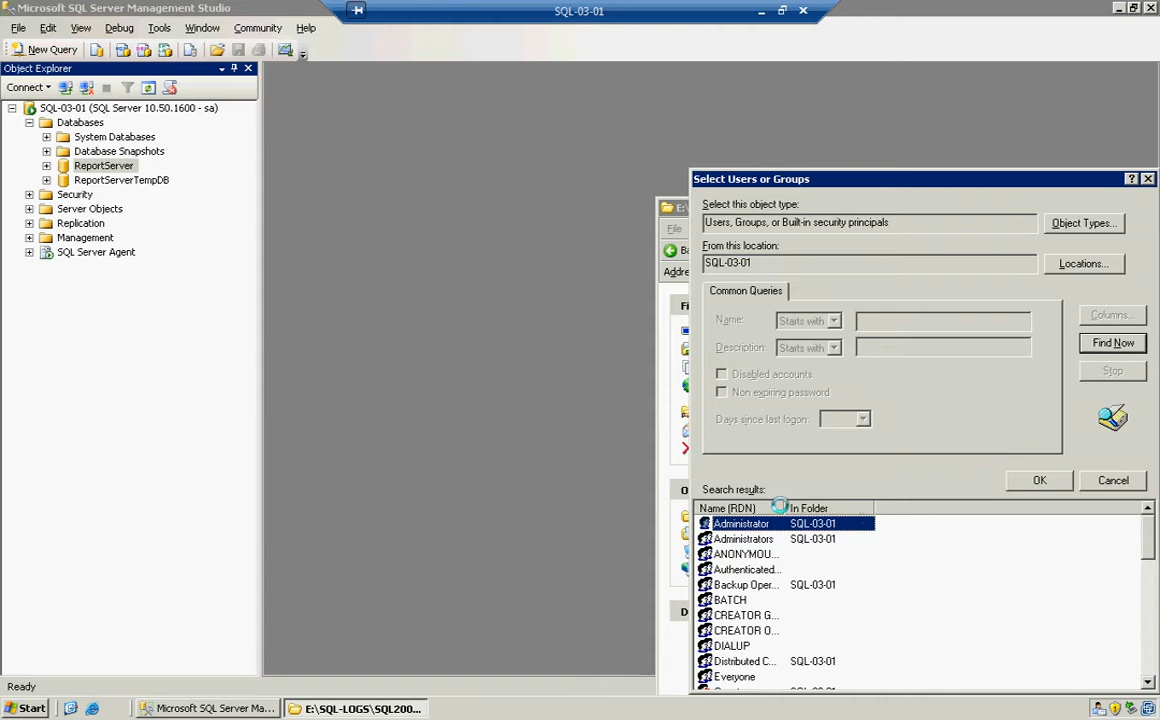 Microsoft SQL Server Management Studio
SQL-03-01
File Edit View Debug Tools Window Community Help
New Query
Object Explorer
Connect
SQL-03-01 (SQL Server 10.50.1600 - sa)
Databases
System Databases
Database Snapshots
ReportServer
ReportServerTempDB
Security
Server Objects
Replication
Management
SQL Server Agent
E:\
File
Addre
Select Users or Groups
Select this object type:
Users, Groups, or Built-in security principals
Object Types...
From this location:
SQL-03-01
Locations...
Common Queries
Name: Starts with
Description: Starts with
Disabled accounts
Non expiring password
Days since last logon:
Columns...
Find Now
Stop
OK
Cancel
Search results:
Name (RDN) In Folder
Administrator SQL-03-01
Administrators SQL-03-01
ANONYMOU...
Authenticated...
Backup Oper... SQL-03-01
BATCH
CREATOR G...
CREATOR O...
DIALUP
Distributed C... SQL-03-01
Everyone
Ready
Start
Microsoft SQL Server Ma...
E:\SQL-LOGS\SQL200...